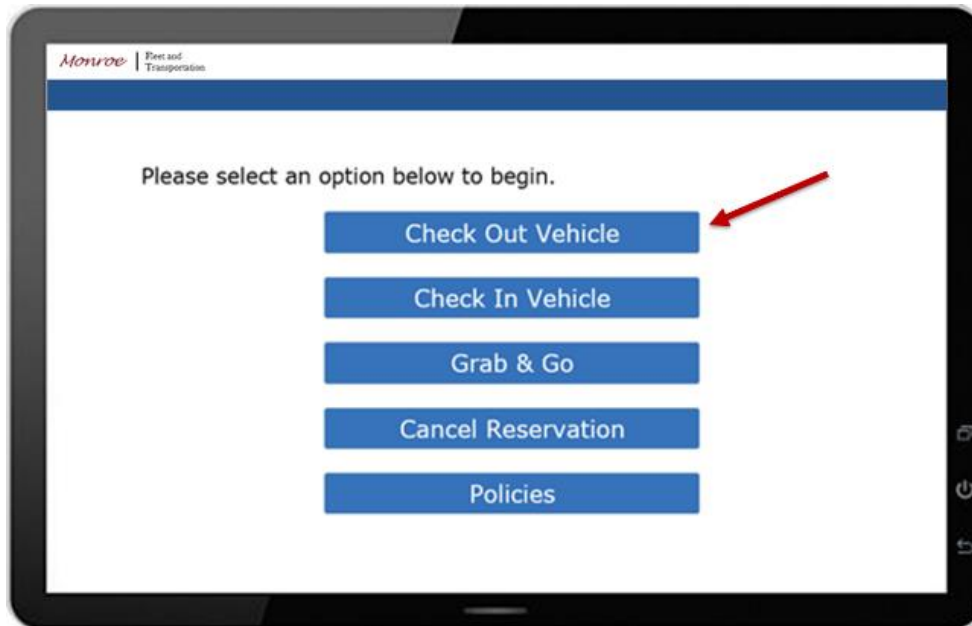 Monroe
Fleet and
Transportation
Please select an option below to begin.
Check Out Vehicle
Check In Vehicle
Grab & Go
Cancel Reservation
Policies